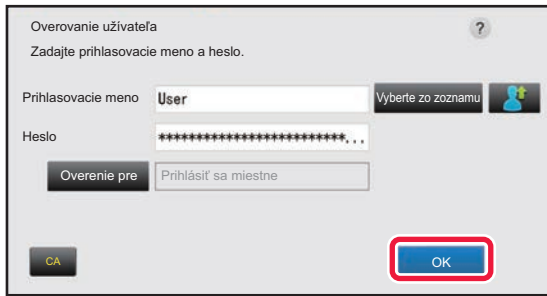 Overovanie užívateľa
?
Zadajte prihlasovacie meno a heslo.
Prihlasovacie meno User Vyberte zo zoznamu
Heslo **************************...
Overenie pre Prihlásiť sa miestne
CA OK